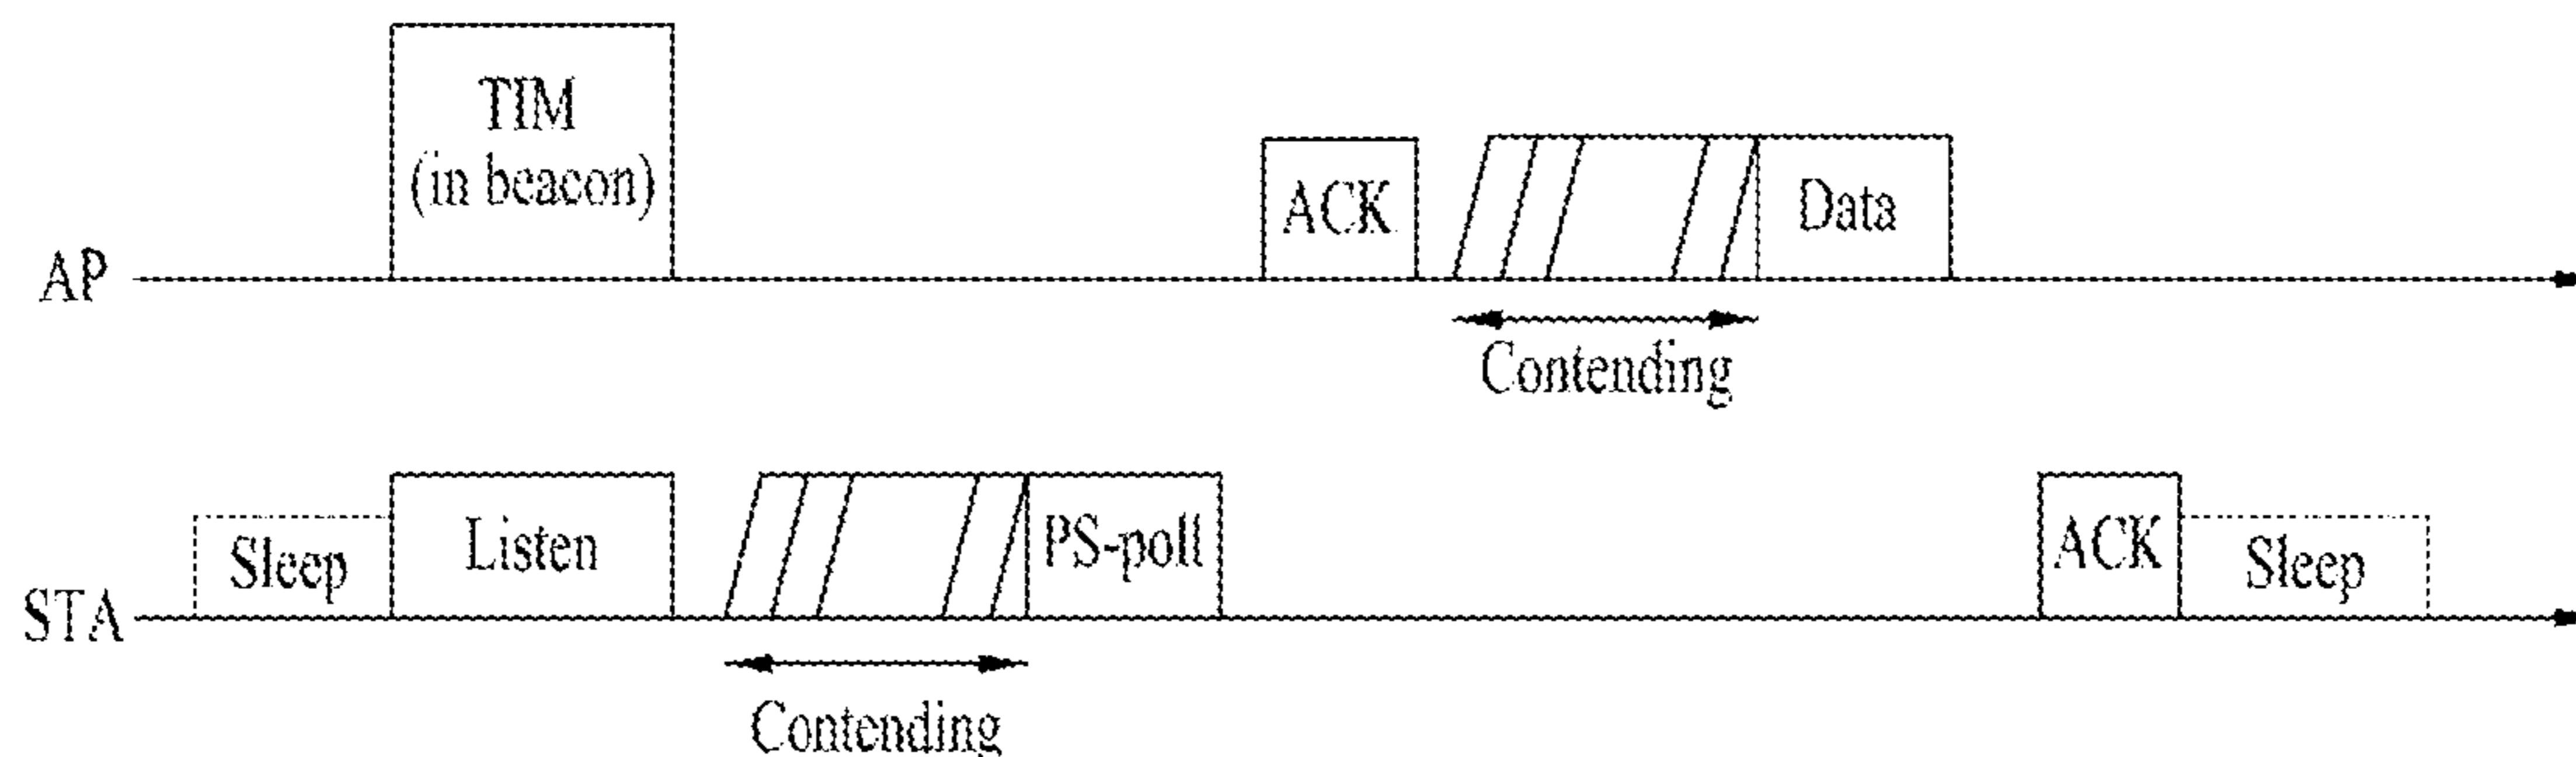 TIM
(in beacon)
ACK
Data
AP
Contending
Sleep
Listen
PS-poll
ACK
Sleep
STA
Contending